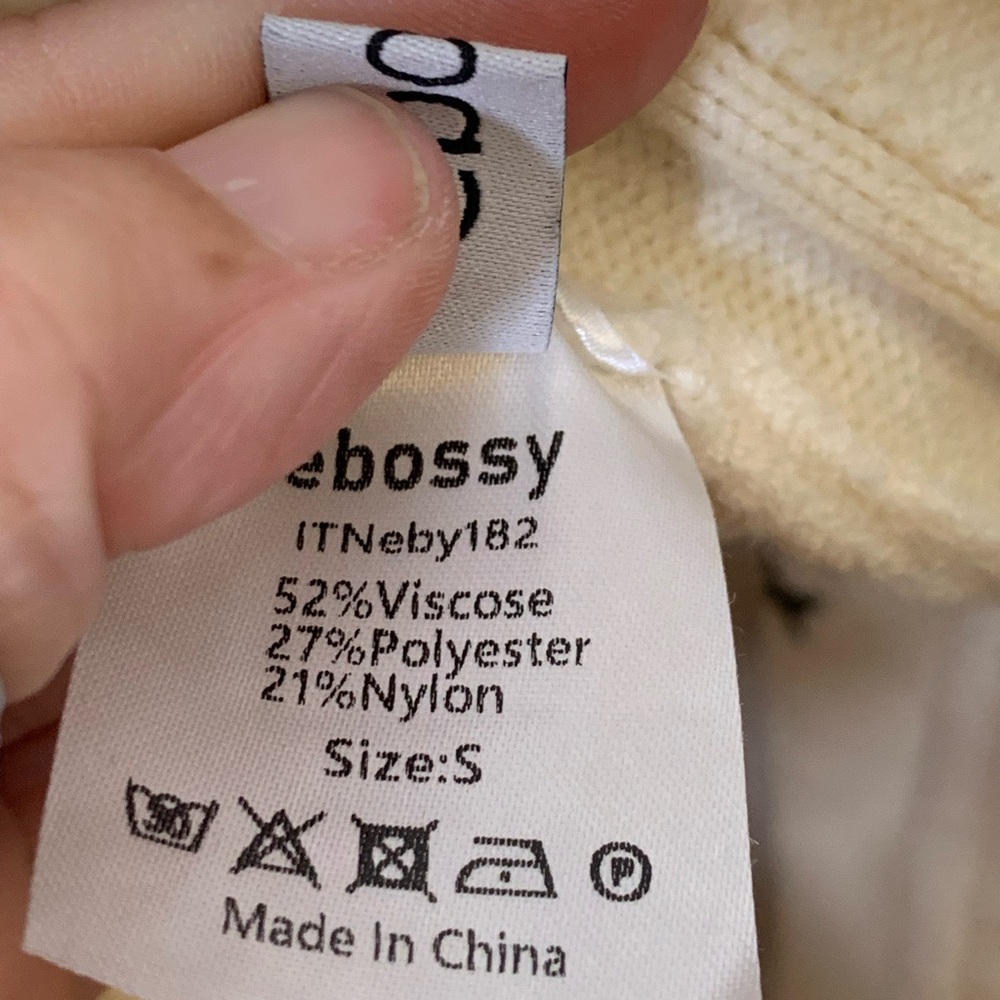 ebossy
ITNeby182
52%Viscose
27%Polyester
21%Nylon
Size:S
P
Made In China